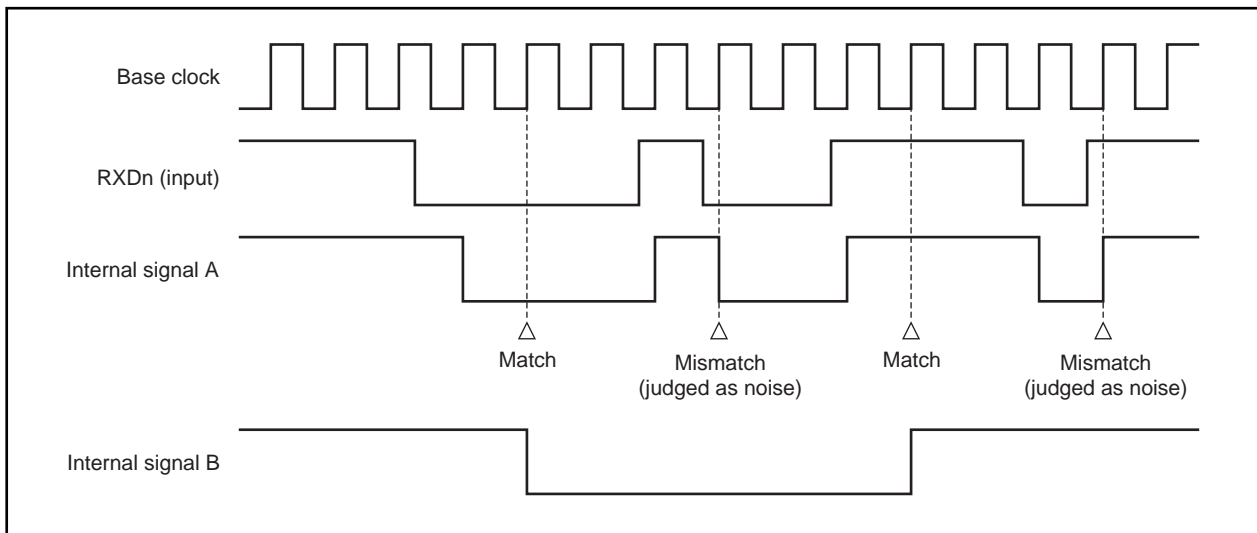 Base clock
RXDn (input)
Internal signal A
Match
Mismatch
(judged as noise)
Match
Mismatch
(judged as noise)
Internal signal B